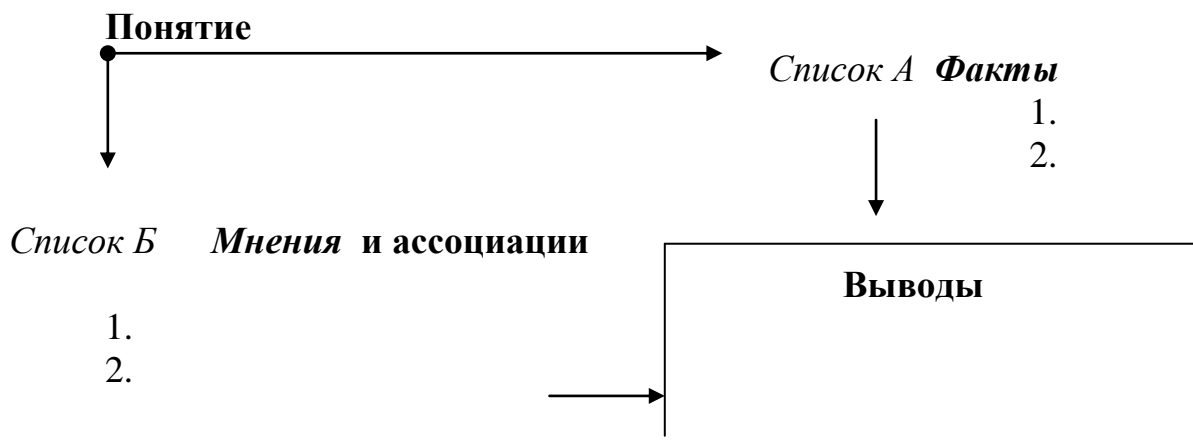 Понятие
Список А Факты
1.
2.
Список Б Мнения и ассоциации
1.
2.
Выводы